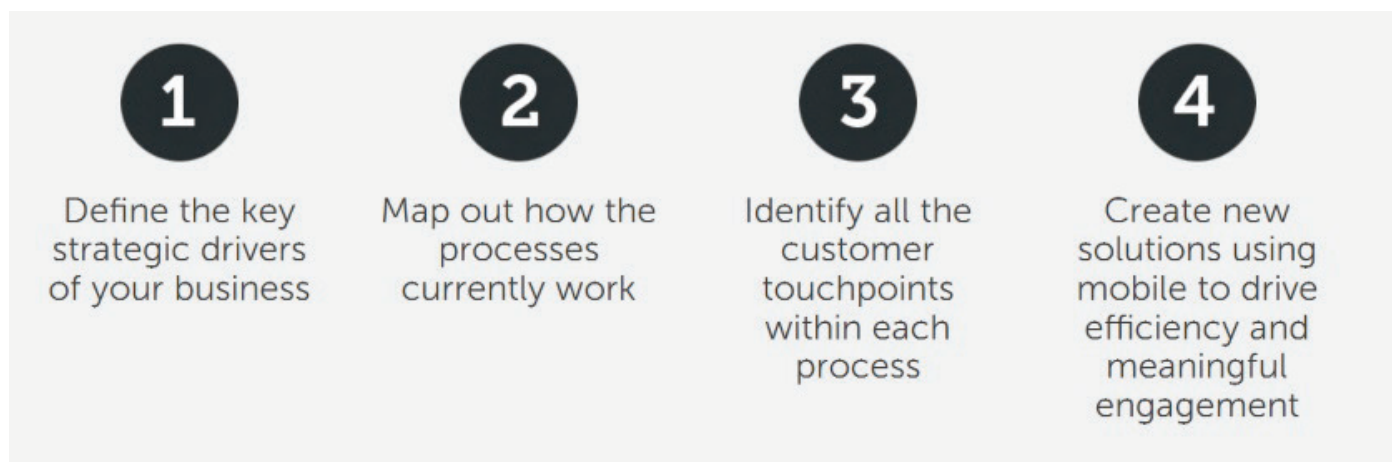 1
Define the key
strategic drivers
of your business
2
Map out how the
processes
currently work
3
Identify all the
customer
touchpoints
within each
process
4
Create new
solutions using
mobile to drive
efficiency and
meaningful
engagement